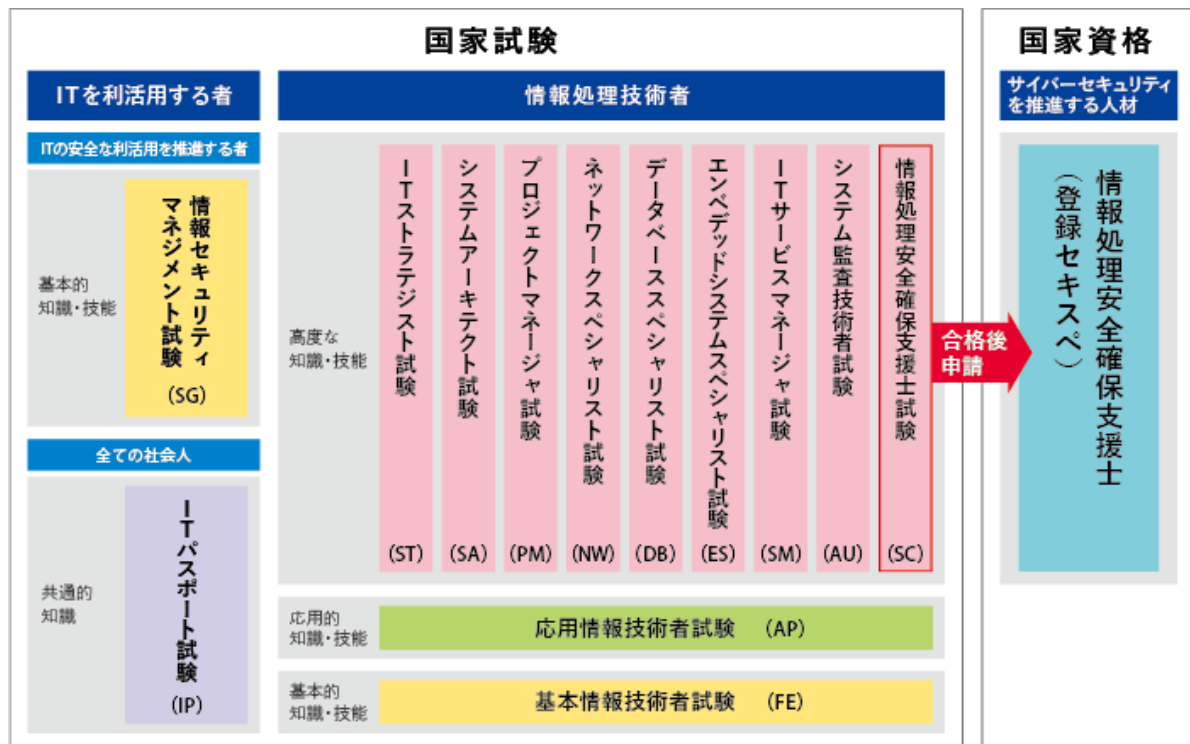 国家試験
ITを利活用する者
ITの安全な利活用を推進する者
基本的
知識・技能
情報セキュリティ
マネジメント試験
(SG)
全ての社会人
共通的
知識
ITパスポート試験
(IP)
情報処理技術者
高度な
知識・技能
ITストラテジスト試験
(ST)
システムアーキテクト試験
(SA)
プロジェクトマネージャ試験
(PM)
ネットワークスペシャリスト試験
(NW)
データベーススペシャリスト試験
(DB)
エンベデッドシステムスペシャリスト試験
(ES)
ITサービスマネージャ試験
(SM)
システム監査技術者試験
(AU)
情報処理安全確保支援士試験
(SC)
応用的
知識・技能
応用情報技術者試験 (AP)
基本的
知識・技能
基本情報技術者試験 (FE)
合格後
申請
国家資格
サイバーセキュリティ
を推進する人材
情報処理安全確保支援士
(登録セキスペ)